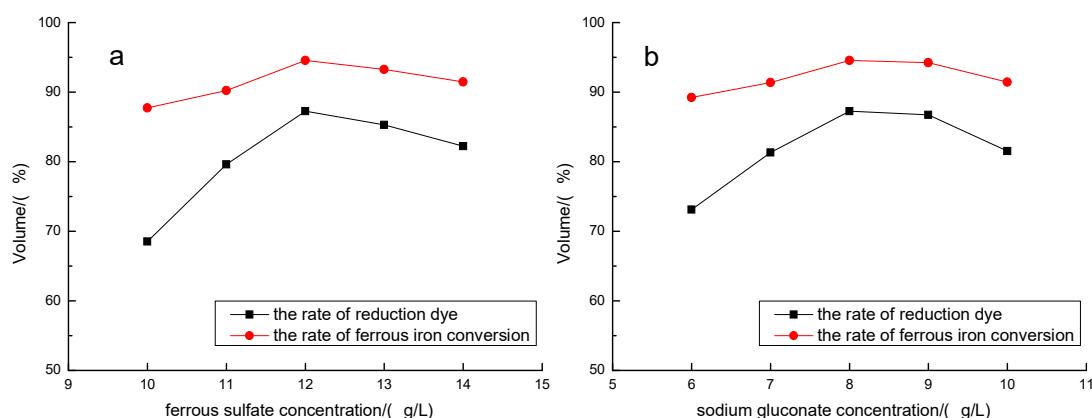 a
Volume/( %)
100
90
80
70
60
50
9 10 11 12 13 14 15
the rate of reduction dye
the rate of ferrous iron conversion
ferrous sulfate concentration/( g/L)
b
Volume/( %)
100
90
80
70
60
50
5 6 7 8 9 10 11
the rate of reduction dye
the rate of ferrous iron conversion
sodium gluconate concentration/( g/L)